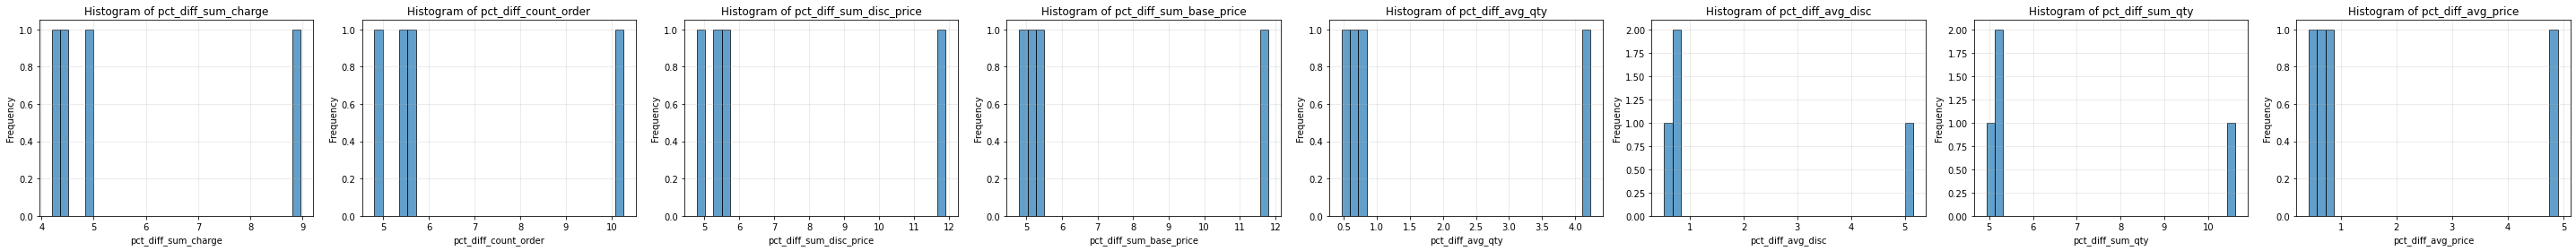 Histogram of pct_diff_sum_charge
1.0
0.8
0.6
0.4
0.2
0.0
Frequency
4 5 6 7 8 9
pct_diff_sum_charge
Histogram of pct_diff_count_order
1.0
0.8
0.6
0.4
0.2
0.0
Frequency
5 6 7 8 9 10
pct_diff_count_order
Histogram of pct_diff_sum_disc_price
1.0
0.8
0.6
0.4
0.2
0.0
Frequency
5 6 7 8 9 10 11 12
pct_diff_sum_disc_price
Histogram of pct_diff_sum_base_price
1.0
0.8
0.6
0.4
0.2
0.0
Frequency
5 6 7 8 9 10 11 12
pct_diff_sum_base_price
Histogram of pct_diff_avg_qty
1.0
0.8
0.6
0.4
0.2
0.0
Frequency
0.5 1.0 1.5 2.0 2.5 3.0 3.5 4.0
pct_diff_avg_qty
Histogram of pct_diff_avg_disc
2.00
1.75
1.50
1.25
1.00
0.75
0.50
0.25
0.00
Frequency
1 2 3 4 5
pct_diff_avg_disc
Histogram of pct_diff_sum_qty
2.00
1.75
1.50
1.25
1.00
0.75
0.50
0.25
0.00
Frequency
5 6 7 8 9 10
pct_diff_sum_qty
Histogram of pct_diff_avg_price
1.0
0.8
0.6
0.4
0.2
0.0
Frequency
1 2 3 4 5
pct_diff_avg_price